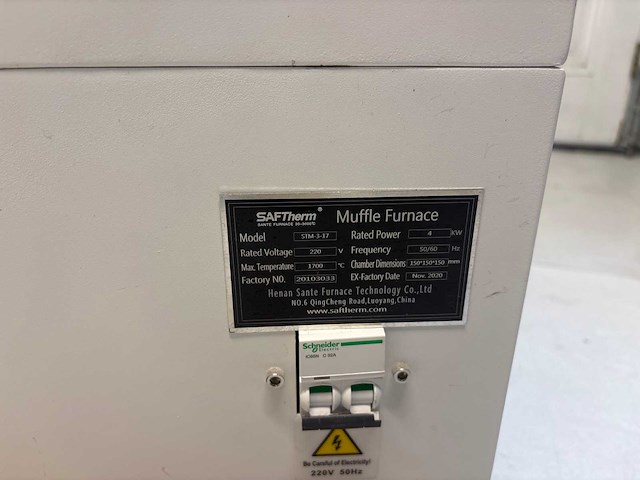 SAFTherm® Muffle Furnace
SANTE FURNACE
Model STM-3-17 Rated Power 4 KW
Rated Voltage 220 V Frequency 50/60 Hz
Max. Temperature 1700 °C Chamber Dimensions 150*150*150 mm
Factory NO. 20103033 EX-Factory Date Nov. 2020
Henan Sante Furnace Technology Co.,Ltd
NO.6 QingCheng Road,Luoyang,China
www.saftherm.com
Schneider
Electric
C 32A
Be Careful of Electricity!
220V 50Hz